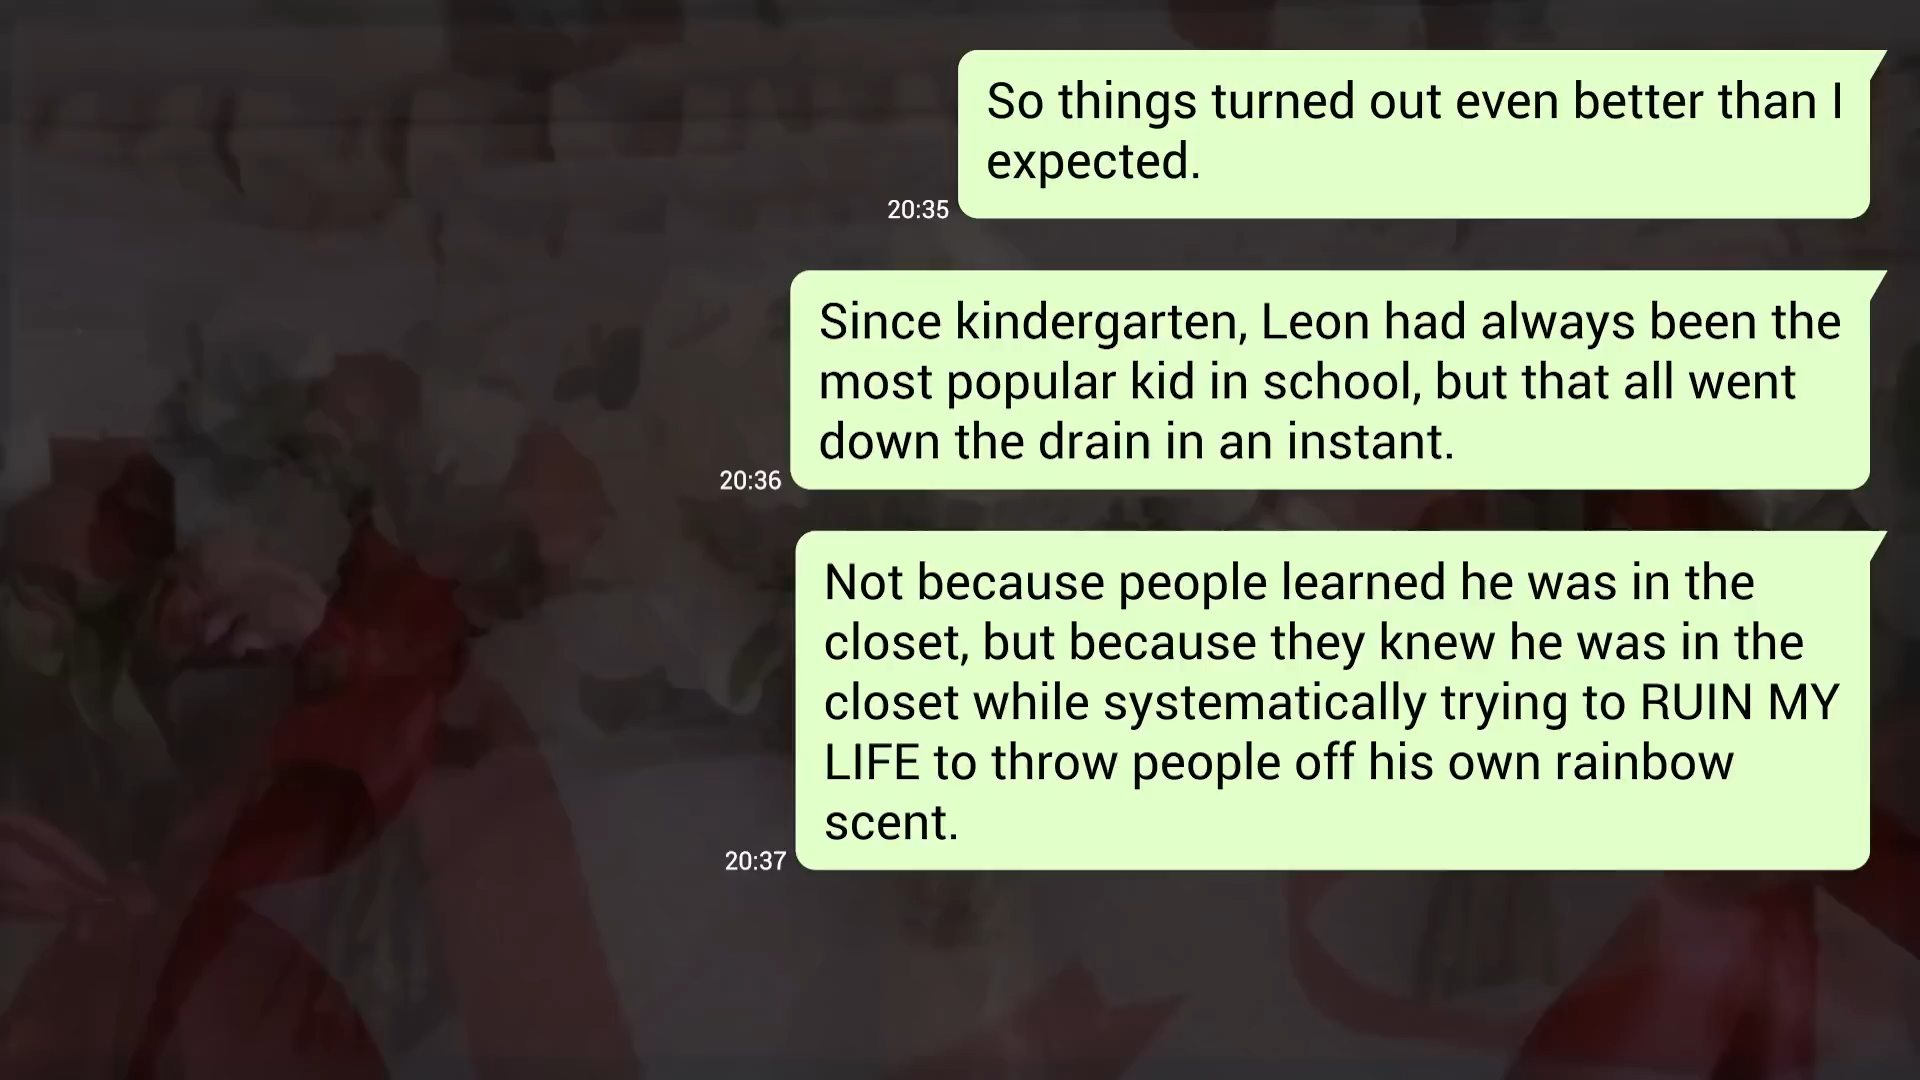 So things turned out even better than I
expected.
20:35
Since kindergarten, Leon had always been the
most popular kid in school, but that all went
down the drain in an instant.
20:36
Not because people learned he was in the
closet, but because they knew he was in the
closet while systematically trying to RUIN MY
LIFE to throw people off his own rainbow
scent.
20:37